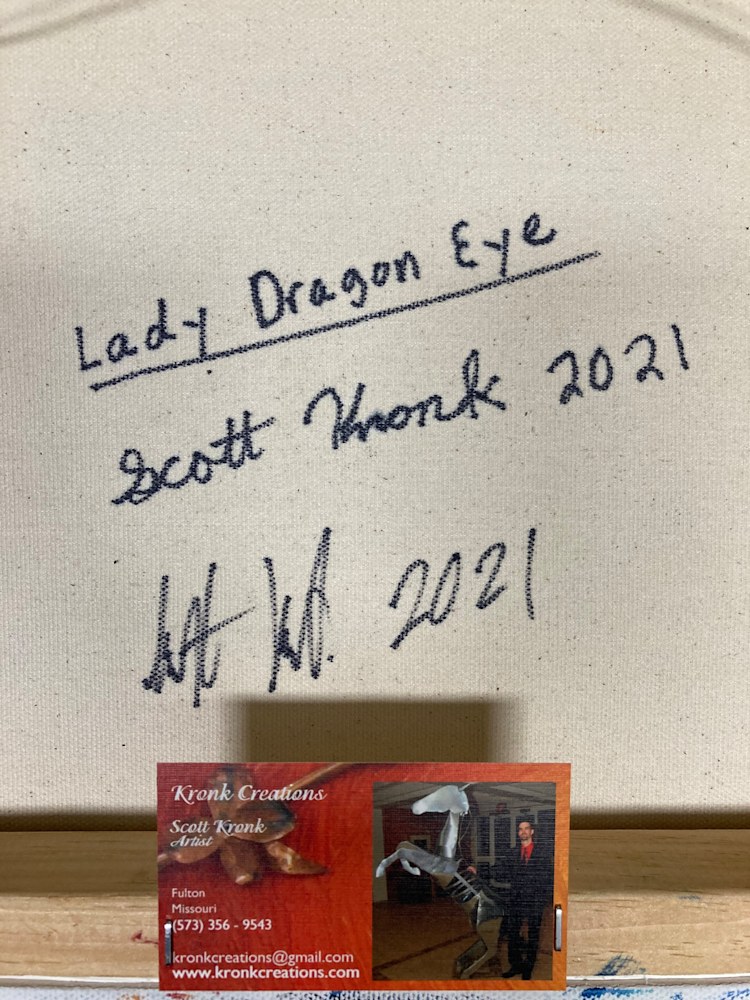 Lady Dragon Eye
Scott Kronk 2021
2021
Kronk Creations
Scott Kronk
Artist
Fulton
Missouri
(573) 356 - 9543
kronkcreations@gmail.com
www.kronkcreations.com